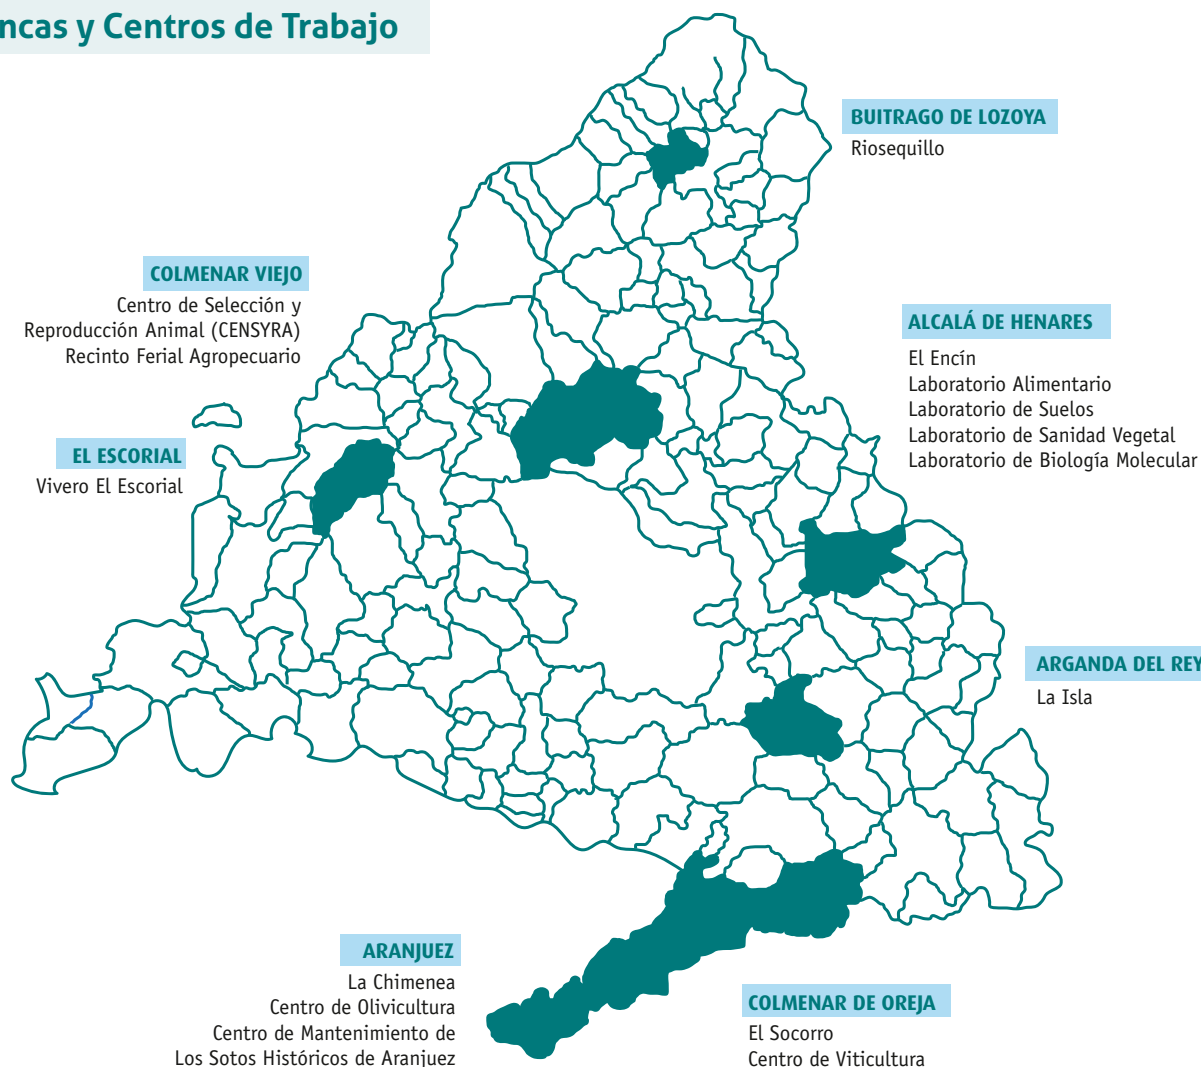 ncas y Centros de Trabajo
BUITRAGO DE LOZOYA
Riosequillo
COLMENAR VIEJO
Centro de Selección y
Reproducción Animal (CENSYRA)
Recinto Ferial Agropecuario
ALCALÁ DE HENARES
El Encín
Laboratorio Alimentario
Laboratorio de Suelos
Laboratorio de Sanidad Vegetal
Laboratorio de Biología Molecular
EL ESCORIAL
Vivero El Escorial
ARGANDA DEL REY
La Isla
ARANJUEZ
La Chimenea
Centro de Olivicultura
Centro de Mantenimiento de
Los Sotos Históricos de Aranjuez
COLMENAR DE OREJA
El Socorro
Centro de Viticultura